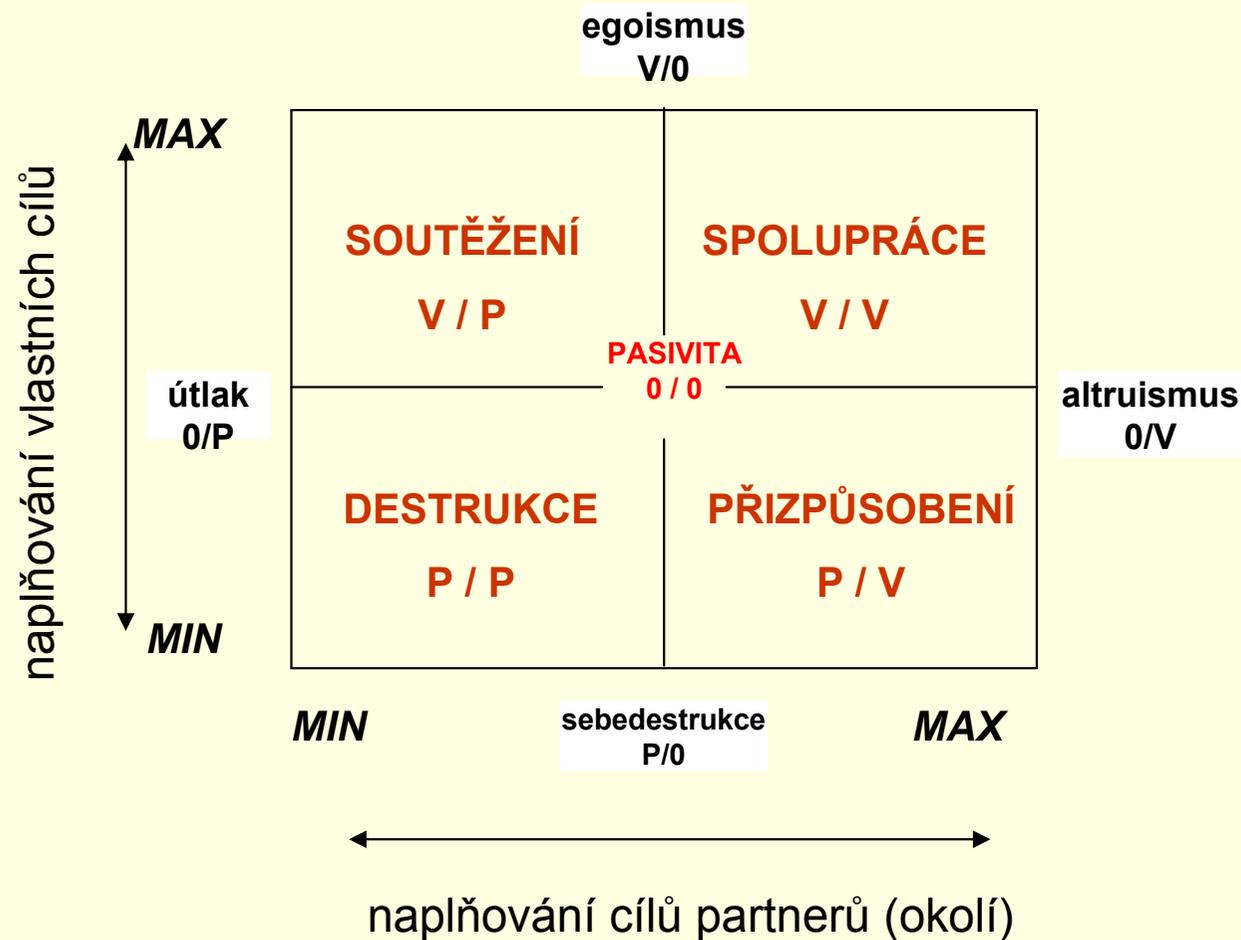 egoismus
V/0
MAX
naplňování vlastních cílů
SOUTĚŽENÍ
SPOLUPRÁCE
V / P
V / V
PASIVITA
0 / 0
útlak
0/P
altruismus
0/V
DESTRUKCE
PŘIZPŮSOBENÍ
P / P
P / V
MIN
MIN
sebedestrukce
P/0
MAX
naplňování cílů partnerů (okolí)